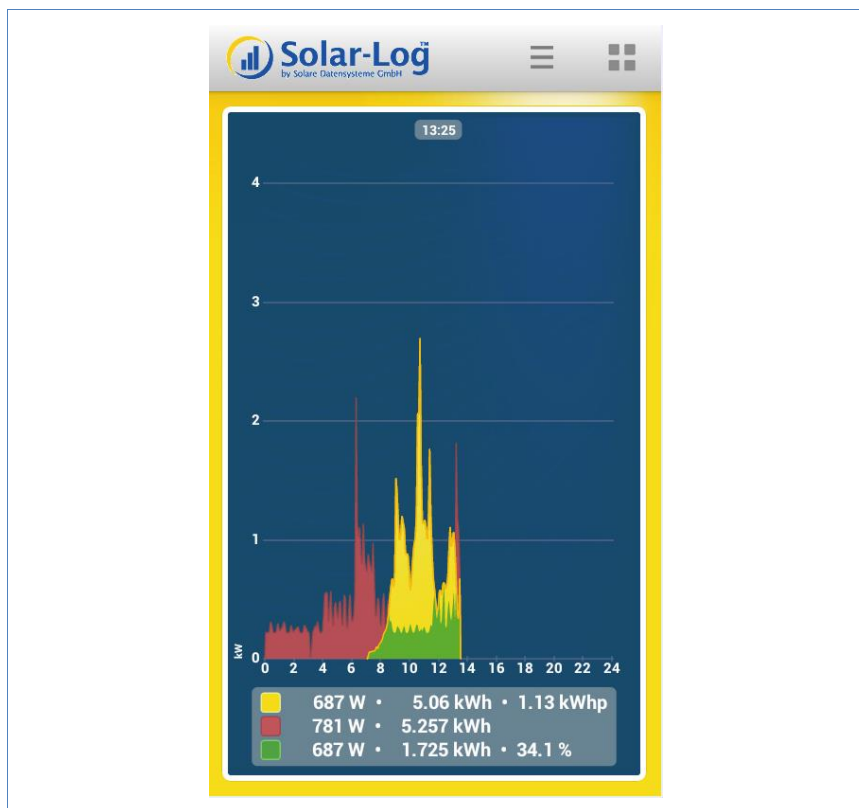 Solar-Log™
by Solare Datensysteme GmbH
13:25
4
3
2
1
kW
0
0 2 4 6 8 10 12 14 16 18 20 22 24
687 W • 5.06 kWh • 1.13 kWhp
781 W • 5.257 kWh
687 W • 1.725 kWh • 34.1 %